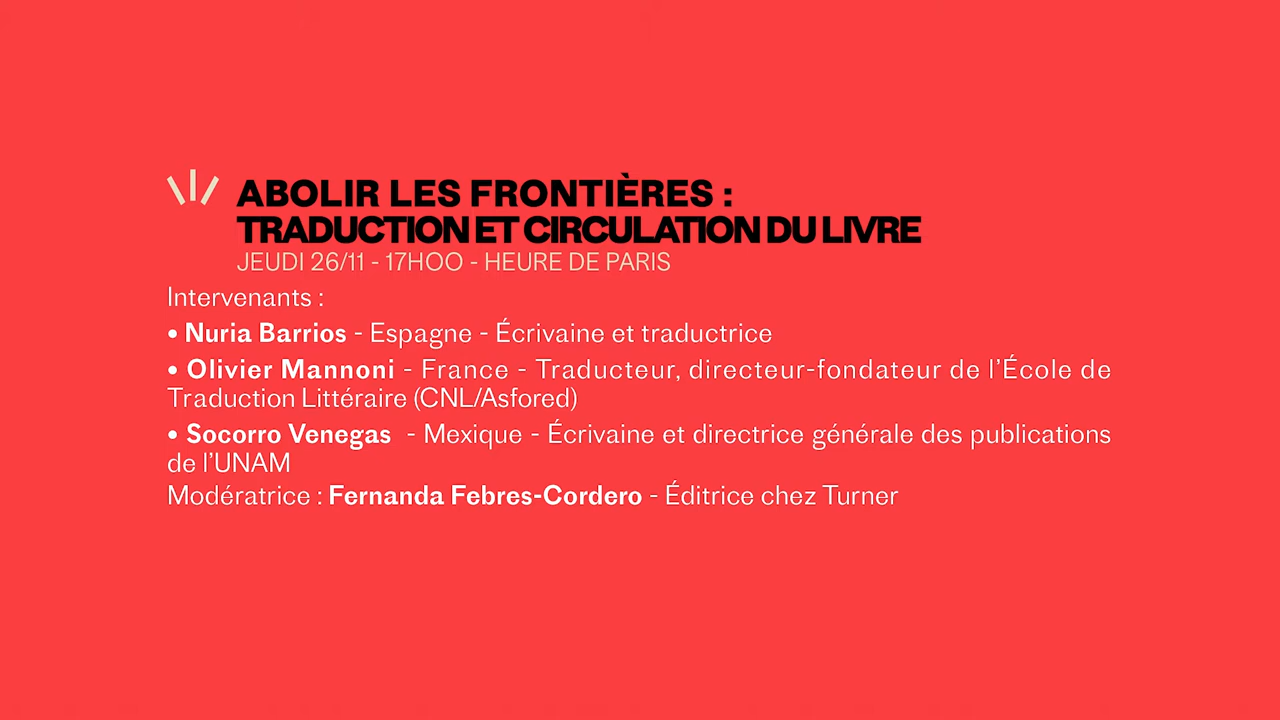 ABOLIR LES FRONTIÈRES :
TRADUCTION ET CIRCULATION DU LIVRE
JEUDI 26/11 - 17H00 - HEURE DE PARIS
Intervenants :
• Nuria Barrios - Espagne - Écrivaine et traductrice
• Olivier Mannoni - France - Traducteur, directeur-fondateur de l'École de
Traduction Littéraire (CNL/Asfored)
• Socorro Venegas - Mexique - Écrivaine et directrice générale des publications
de l'UNAM
Modératrice : Fernanda Febres-Cordero - Éditrice chez Turner